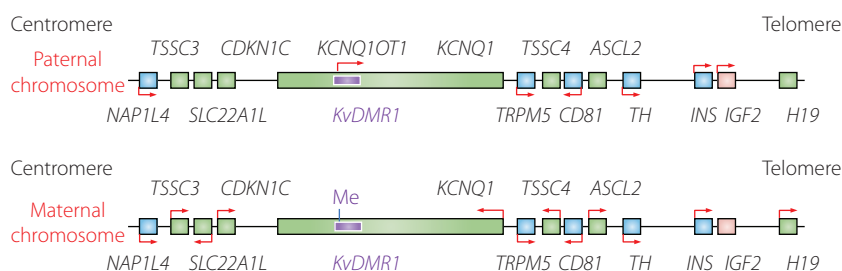 Centromere Telomere
TSSC3 CDKN1C KCNQ1OT1 KCNQ1 TSSC4 ASCL2
Paternal
chromosome
NAP1L4 SLC22A1L KvDMR1 TRPM5 CD81 TH INS IGF2 H19
Centromere Telomere
TSSC3 CDKN1C Me KCNQ1 TSSC4 ASCL2
Maternal
chromosome
NAP1L4 SLC22A1L KvDMR1 TRPM5 CD81 TH INS IGF2 H19